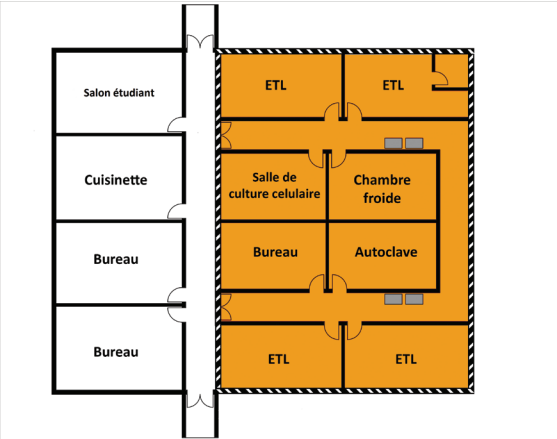 Salon étudiant
Cuisinette
Bureau
Bureau
ETL
ETL
Salle de
culture celulaire
Chambre
froide
Bureau
Autoclave
ETL
ETL